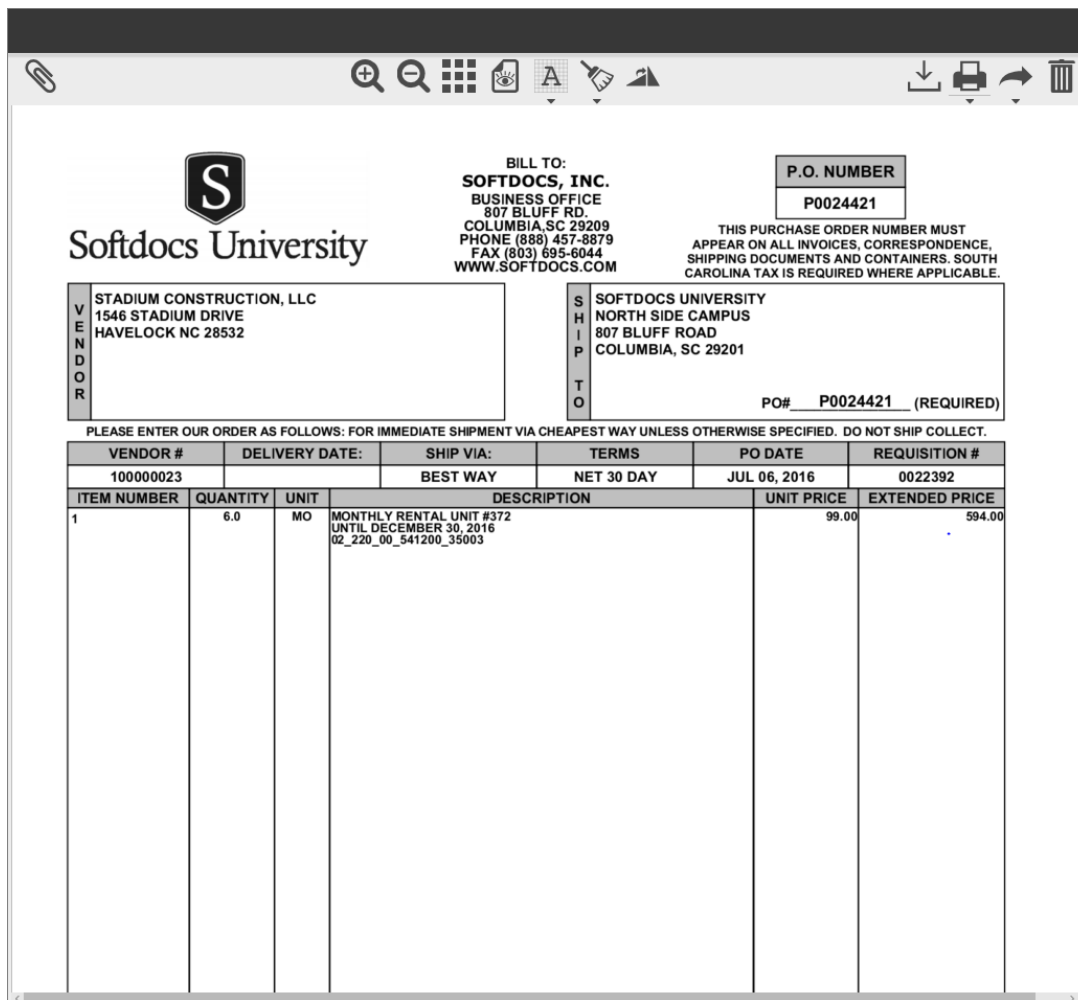 S
Softdocs University
BILL TO:
SOFTDOCS, INC.
BUSINESS OFFICE
807 BLUFF RD.
COLUMBIA,SC 29209
PHONE (888) 457-8879
FAX (803) 695-6044
WWW.SOFTDOCS.COM
P.O. NUMBER
P0024421
THIS PURCHASE ORDER NUMBER MUST
APPEAR ON ALL INVOICES, CORRESPONDENCE,
SHIPPING DOCUMENTS AND CONTAINERS. SOUTH
CAROLINA TAX IS REQUIRED WHERE APPLICABLE.
VENDOR
STADIUM CONSTRUCTION, LLC
1546 STADIUM DRIVE
HAVELOCK NC 28532
SHIP TO
SOFTDOCS UNIVERSITY
NORTH SIDE CAMPUS
807 BLUFF ROAD
COLUMBIA, SC 29201
PO# P0024421 (REQUIRED)
PLEASE ENTER OUR ORDER AS FOLLOWS: FOR IMMEDIATE SHIPMENT VIA CHEAPEST WAY UNLESS OTHERWISE SPECIFIED. DO NOT SHIP COLLECT.
VENDOR # DELIVERY DATE: SHIP VIA: TERMS PO DATE REQUISITION #
100000023 BEST WAY NET 30 DAY JUL 06, 2016 0022392
ITEM NUMBER QUANTITY UNIT DESCRIPTION UNIT PRICE EXTENDED PRICE
1 6.0 MO MONTHLY RENTAL UNIT #372 99.00 594.00
UNTIL DECEMBER 30, 2016
02_220_00_541200_35003